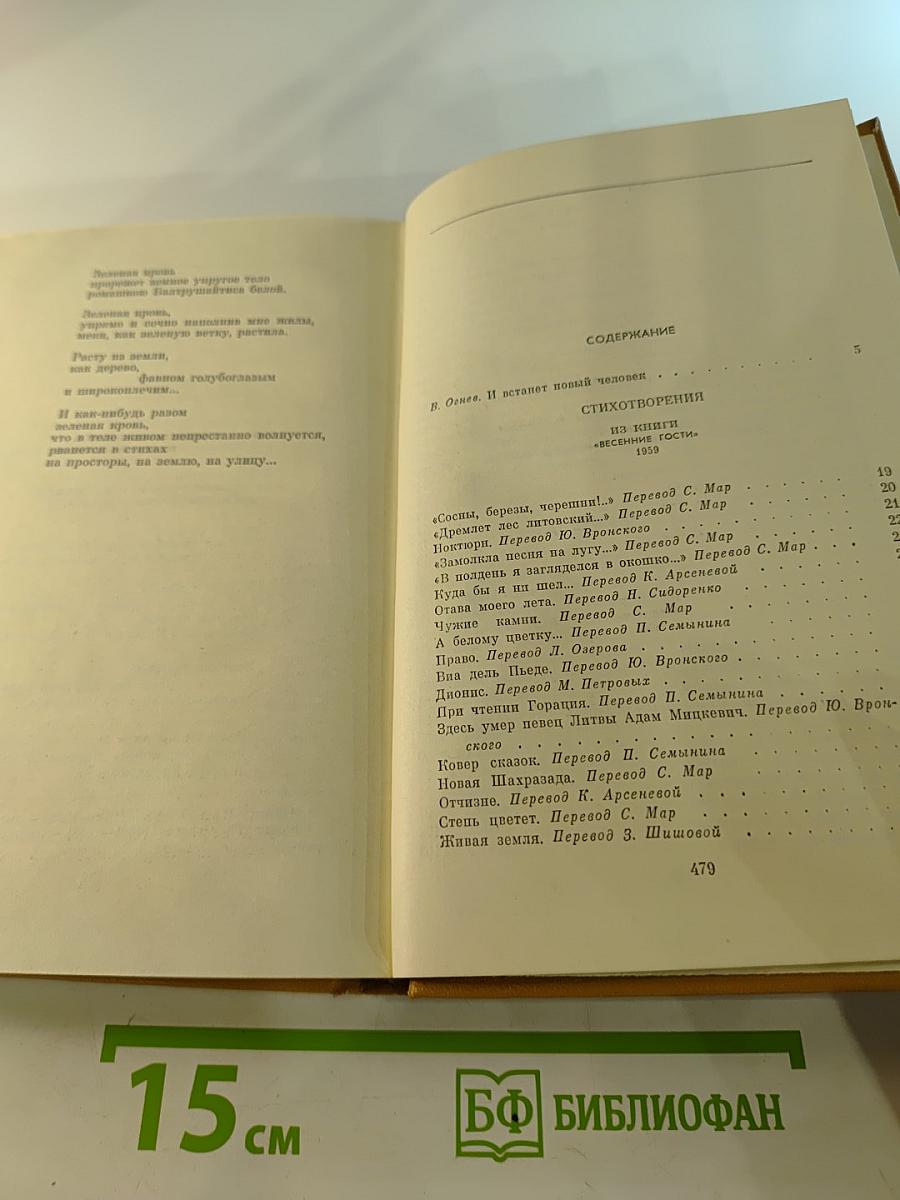 Зеленая кровь
прорежет земное упругое тело
ромашкою Балтрушайтиса белой.
Зеленая кровь,
упрямо и сочно наполнив мне жилы,
меня, как зеленую ветку, растила.
Расту из земли,
как дерево,
фавном голубоглазым
и широкоплечим...
И как-нибудь разом
зеленая кровь,
что в теле живом непрестанно волнуется,
рванется в стихах
на просторы, на землю, на улицу...
СОДЕРЖАНИЕ
В. Огнев. И встанет новый человек . . . . . . . . . . 5
СТИХОТВОРЕНИЯ
ИЗ КНИГИ
«ВЕСЕННИЕ ГОСТИ»
1959
«Сосны, березы, черешни!..» Перевод С. Мар . . . . . . 19
«Дремлет лес литовский...» Перевод С. Мар . . . . . . 20
Ноктюрн. Перевод Ю. Вронского . . . . . . . . . 21
«Замолкла песня на лугу...» Перевод С. Мар . . . . . . 22
«В полдень я загляделся в окошко...» Перевод С. Мар . . .
Куда бы я ни шел... Перевод К. Арсеневой . . . . . .
Отава моего лета. Перевод Н. Сидоренко . . . . . .
Чужие камни. Перевод С. Мар . . . . . .
А белому цветку... Перевод П. Семынина . . . . . .
Право. Перевод Л. Озерова . . . . . . . . .
Виа дель Пьеде. Перевод Ю. Вронского . . . . . . .
Дионис. Перевод М. Петровых . . . . . . . .
При чтении Горация. Перевод П. Семынина . . . . . .
Здесь умер певец Литвы Адам Мицкевич. Перевод Ю. Врон-
ского . . . . . . . . . . . . . .
Ковер сказок. Перевод П. Семынина . . . . . .
Новая Шахразада. Перевод С. Мар . . . . . .
Отчизне. Перевод К. Арсеневой . . . . . . . .
Степь цветет. Перевод С. Мар . . . . . . . .
Живая земля. Перевод З. Шишовой . . . . . . .
479
15 см
БФ БИБЛИОФАН